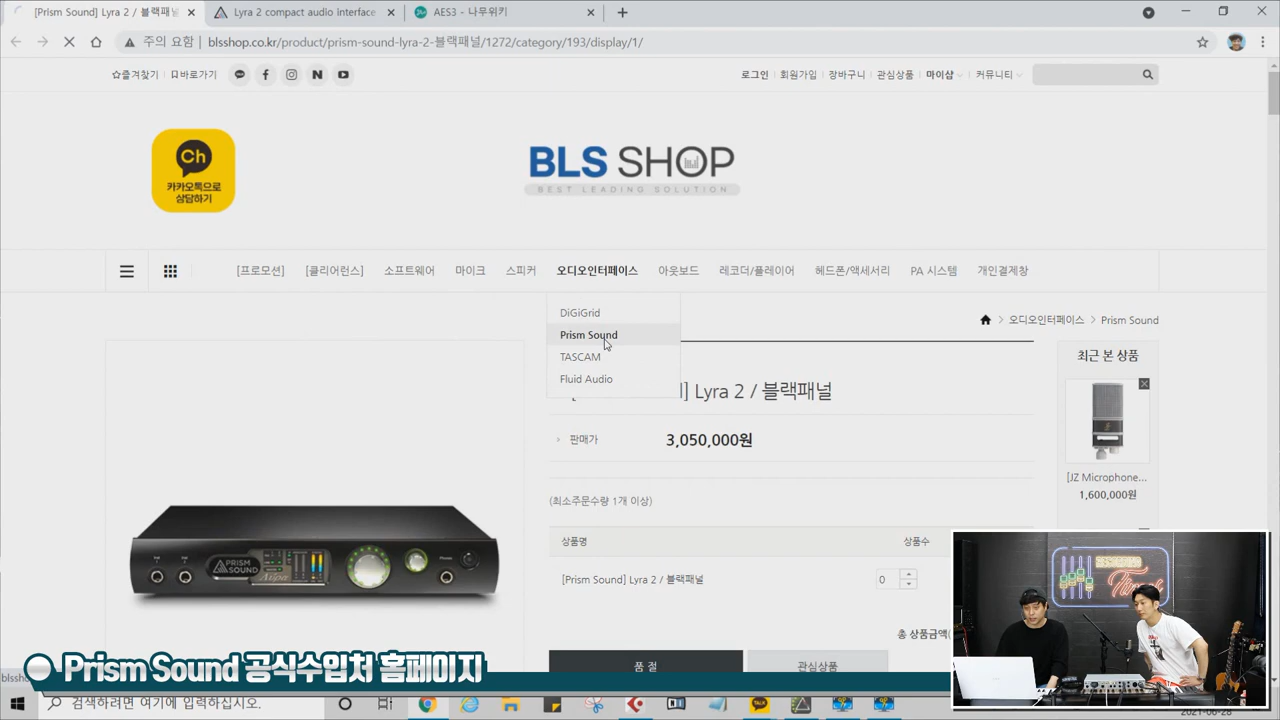 [Prism Sound] Lyra 2 / 블랙패널
Lyra 2 compact audio interface
AES3 - 나무위키
주의 요함
blsshop.co.kr/product/prism-sound-lyra-2-블랙패널/1272/category/193/display/1/
즐겨찾기
바로가기
로그인
회원가입
장바구니
관심상품
마이샵
커뮤니티
Ch
카카오톡으로
상담하기
BLS SHOP
BEST LEADING SOLUTION
[프로모션]
[클리어런스]
소프트웨어
마이크
스피커
오디오인터페이스
아웃보드
레코더/플레이어
헤드폰/액세서리
PA 시스템
개인결제창
DiGiGrid
Prism Sound
TASCAM
Fluid Audio
오디오인터페이스 > Prism Sound
최근 본 상품
] Lyra 2 / 블랙패널
판매가
3,050,000원
[JZ Microphone...
1,600,000원
(최소주문수량 1개 이상)
상품명
상품수
PRISM SOUND
[Prism Sound] Lyra 2 / 블랙패널
0
총 상품금액(
품 절
관심상품
Prism Sound 공식수입처 홈페이지
검색하려면 여기에 입력하십시오.
TALK
2021-06-28